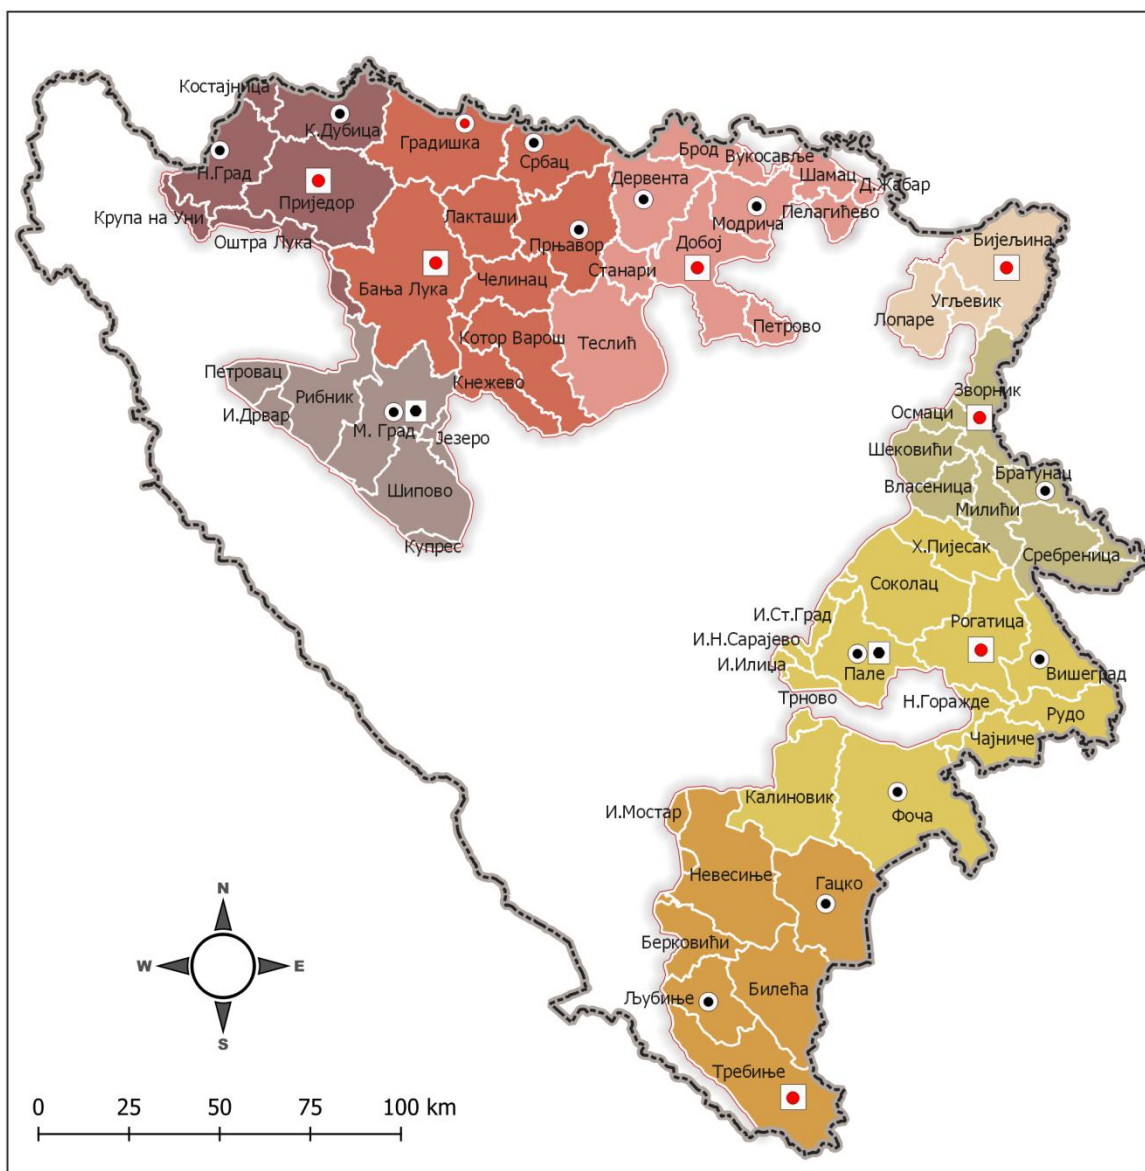 Костајница
К.Дубица
Градишка
Србац
Брод
Вукосавље
Шамац
Д.Жабар
Н.Град
Приједор
Дервента
Модрича
Пелагићево
Крупа на Уни
Оштра Лука
Лакташи
Прњавор
Добој
Станари
Бијељина
Бања Лука
Челинац
Угљевик
Лопаре
Котор Варош
Теслић
Петрово
Петровац
Рибник
Кнежево
И.Дрвар
М. Град
Језеро
Зворник
Осмаци
Шековићи
Братунац
Власеница
Милићи
Шипово
Купрес
Х.Пијесак
Сребреница
Соколац
И.Ст.Град
Рогатица
И.Н.Сарајево
И.Илиџа
Пале
Вишеград
Трново
Н.Горажде
Рудо
Чајниче
Калиновик
И.Мостар
Фоча
Невесиње
Гацко
Берковићи
Билећа
Љубиње
Требиње
N
W
E
S
0 25 50 75 100 km